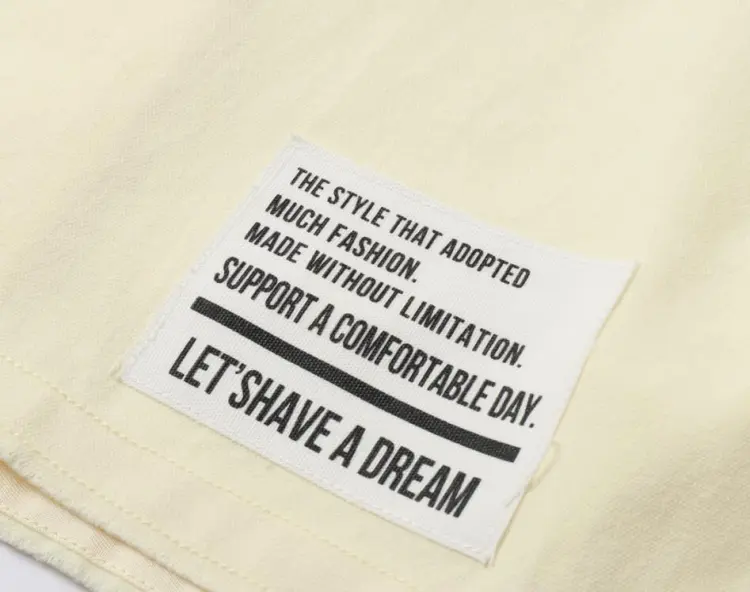 THE STYLE THAT ADOPTED
MUCH FASHION.
MADE WITHOUT LIMITATION.
SUPPORT A COMFORTABLE DAY.
LET'SHAVE A DREAM